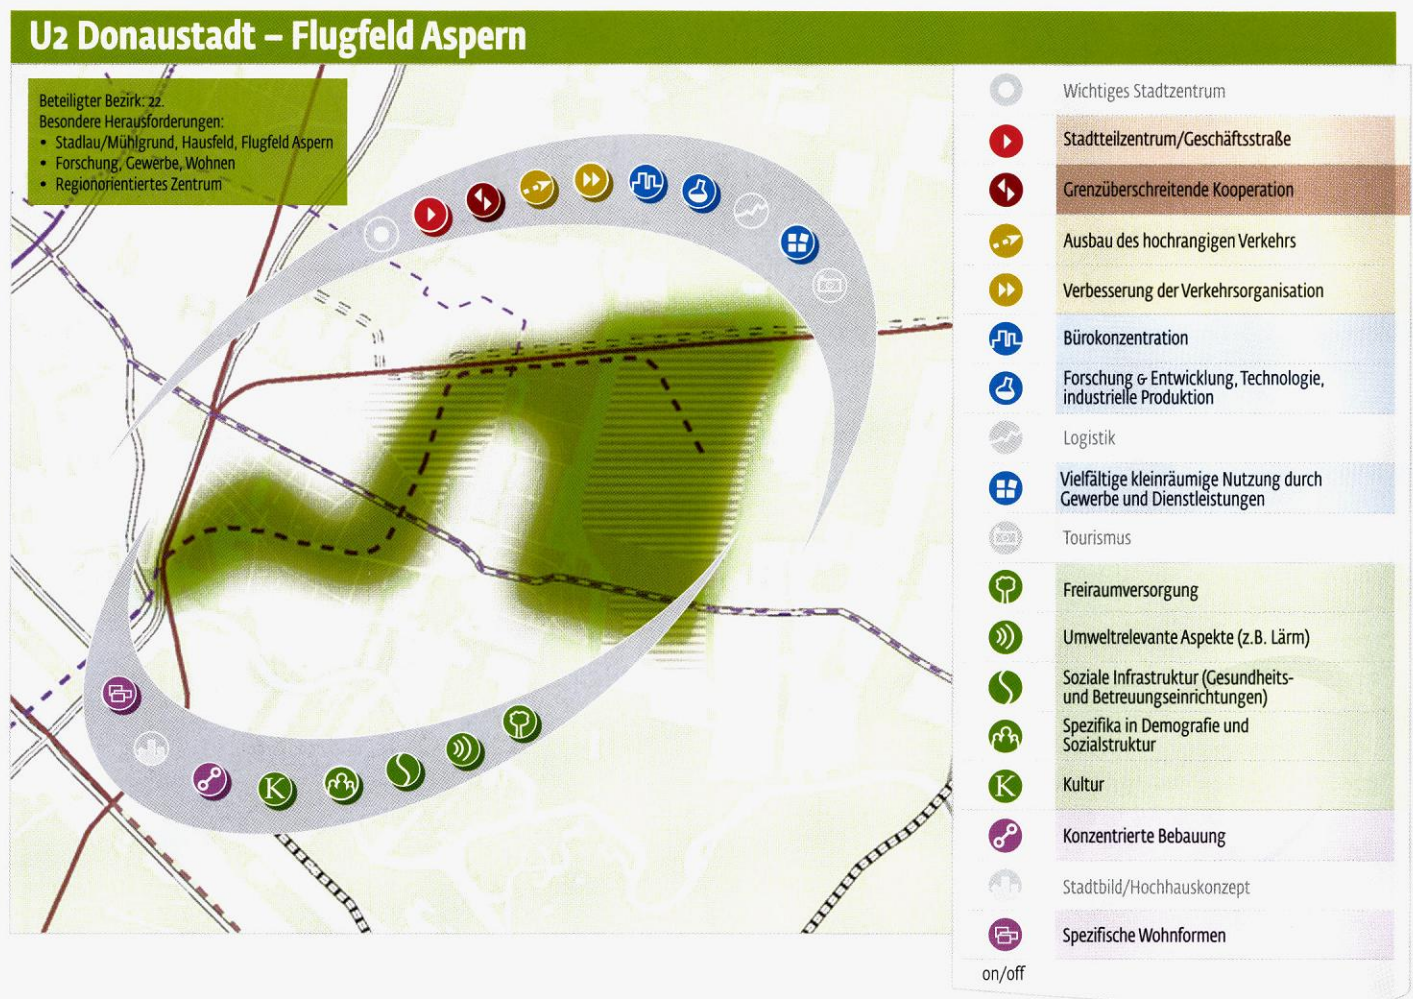 U2 Donaustadt – Flugfeld Aspern
Beteiligter Bezirk: 22.
Besondere Herausforderungen:
• Stadlau/Mühlgrund, Hausfeld, Flugfeld Aspern
• Forschung, Gewerbe, Wohnen
• Regionorientiertes Zentrum
K
Wichtiges Stadtzentrum
Stadtteilzentrum/Geschäftsstraße
Grenzüberschreitende Kooperation
Ausbau des hochrangigen Verkehrs
Verbesserung der Verkehrsorganisation
Bürokonzentration
Forschung & Entwicklung, Technologie,
industrielle Produktion
Logistik
Vielfältige kleinräumige Nutzung durch
Gewerbe und Dienstleistungen
Tourismus
Freiraumversorgung
Umweltrelevante Aspekte (z.B. Lärm)
Soziale Infrastruktur (Gesundheits-
und Betreuungseinrichtungen)
Spezifika in Demografie und
Sozialstruktur
K Kultur
Konzentrierte Bebauung
Stadtbild/Hochhauskonzept
Spezifische Wohnformen
on/off